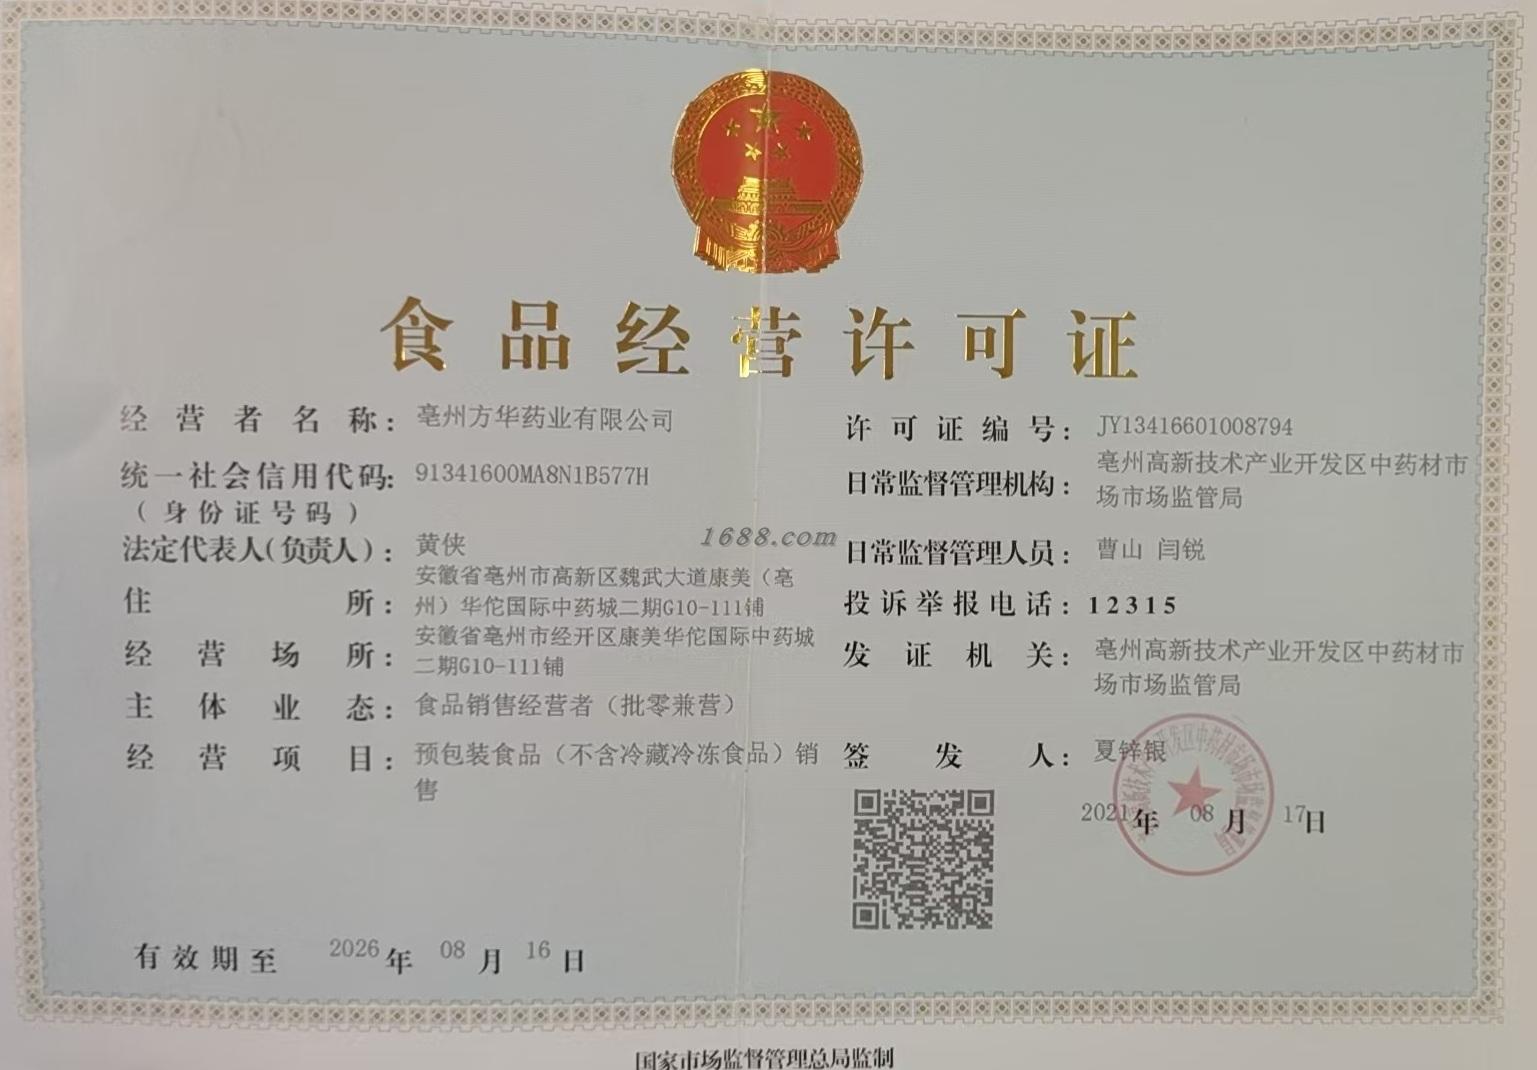 食品经营许可证
经营者名称：亳州方华药业有限公司
统一社会信用代码：91341600MA8N1B577H
（身份证号码）
法定代表人（负责人）：黄侠
住所：安徽省亳州市高新区魏武大道康美（亳
州）华佗国际中药城二期G10-111铺
经营场所：安徽省亳州市经开区康美华佗国际中药城
二期G10-111铺
主体业态：食品销售经营者（批零兼营）
经营项目：预包装食品（不含冷藏冷冻食品）销
售
许可证编号：JY13416601008794
日常监督管理机构：亳州高新技术产业开发区中药材市
场市场监管局
日常监督管理人员：曹山 闫锐
投诉举报电话：12315
发证机关：亳州高新技术产业开发区中药材市
场市场监管局
签发人：夏锌银
2021年08月17日
有效期至 2026年08月16日
国家市场监督管理总局监制
1688.com